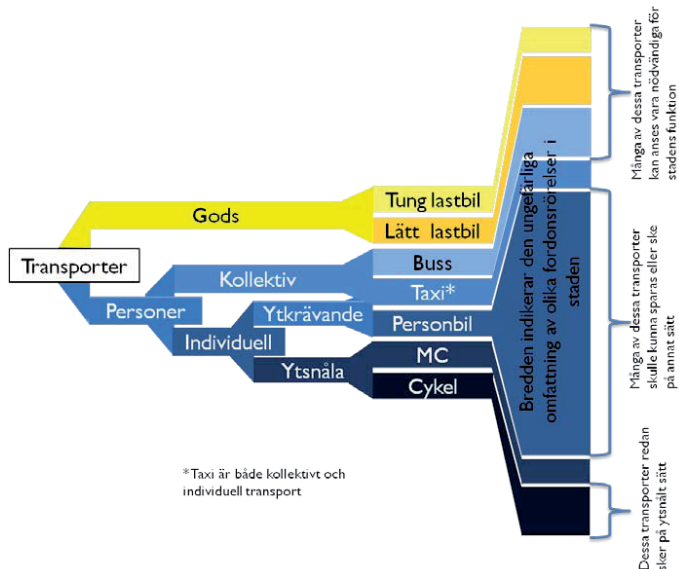 Transporter
Gods
Personer
Kollektiv
Individuell
Ytkrävande
Ytsnåla
Tung lastbil
Lätt lastbil
Buss
Taxi*
Personbil
MC
Cykel
Bredden indikerar den ungefärliga
omfattning av olika fordonsrörelser i
staden
Många av dessa transporter
kan anses vara nödvändiga för
stadens funktion
Många av dessa transporter
skulle kunna sparas eller ske
på annat sätt
Dessa transporter redan
sker på ytsnålt sätt
*Taxi är både kollektivt och
individuell transport